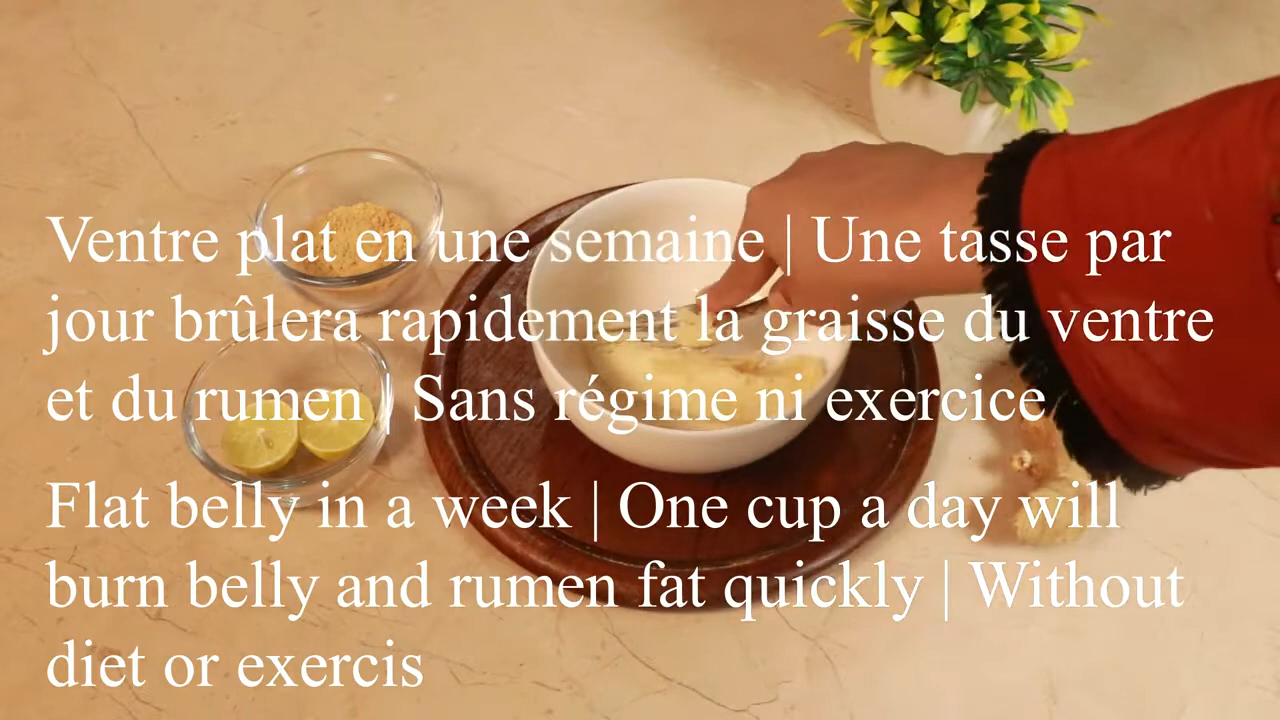 Ventre plat en une semaine | Une tasse par
jour brûlera rapidement la graisse du ventre
et du rumen | Sans régime ni exercice
Flat belly in a week | One cup a day will
burn belly and rumen fat quickly | Without
diet or exercis